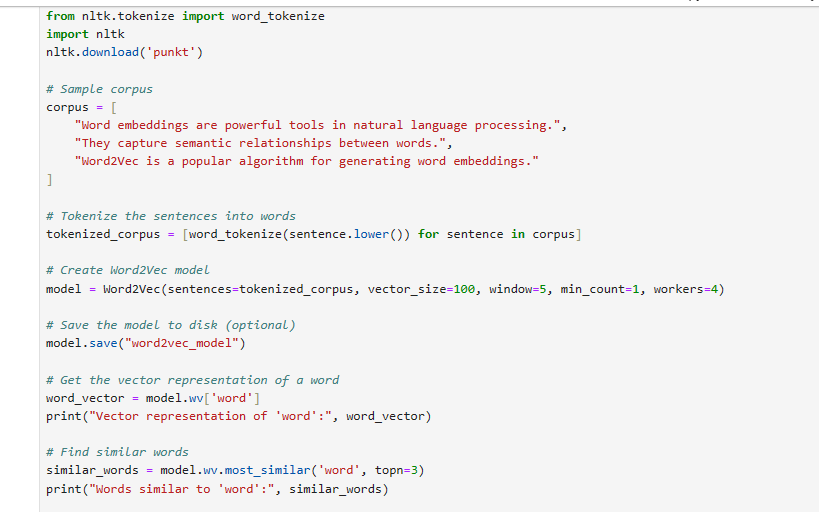 from nltk.tokenize import word_tokenize
import nltk
nltk.download('punkt')
# Sample corpus
corpus = [
"Word embeddings are powerful tools in natural language processing.",
"They capture semantic relationships between words.",
"Word2Vec is a popular algorithm for generating word embeddings."
]
# Tokenize the sentences into words
tokenized_corpus = [word_tokenize(sentence.lower()) for sentence in corpus]
# Create Word2Vec model
model = Word2Vec(sentences=tokenized_corpus, vector_size=100, window=5, min_count=1, workers=4)
# Save the model to disk (optional)
model.save("word2vec_model")
# Get the vector representation of a word
word_vector = model.wv['word']
print("Vector representation of 'word':", word_vector)
# Find similar words
similar_words = model.wv.most_similar('word', topn=3)
print("Words similar to 'word':", similar_words)